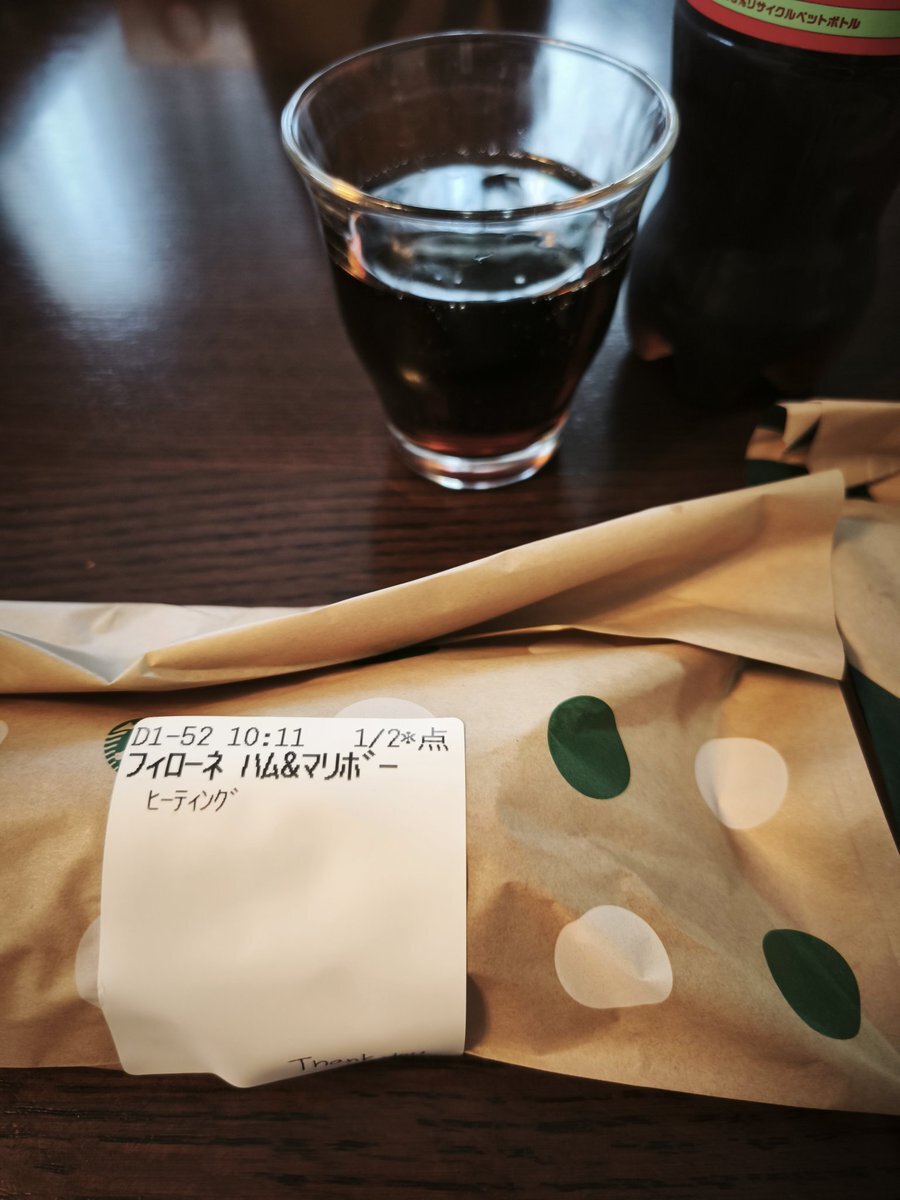 %リサイクルペットボトル
D1-52 10:11 1/2*点
フィローネ ハム&マリボー
ヒーティング
Thank